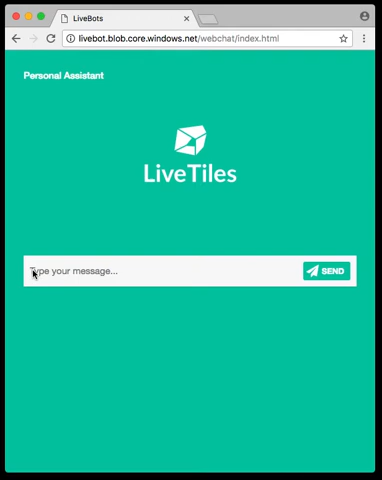 LiveBots
livebot.blob.core.windows.net/webchat/index.html
Personal Assistant
LiveTiles
Type your message...
SEND